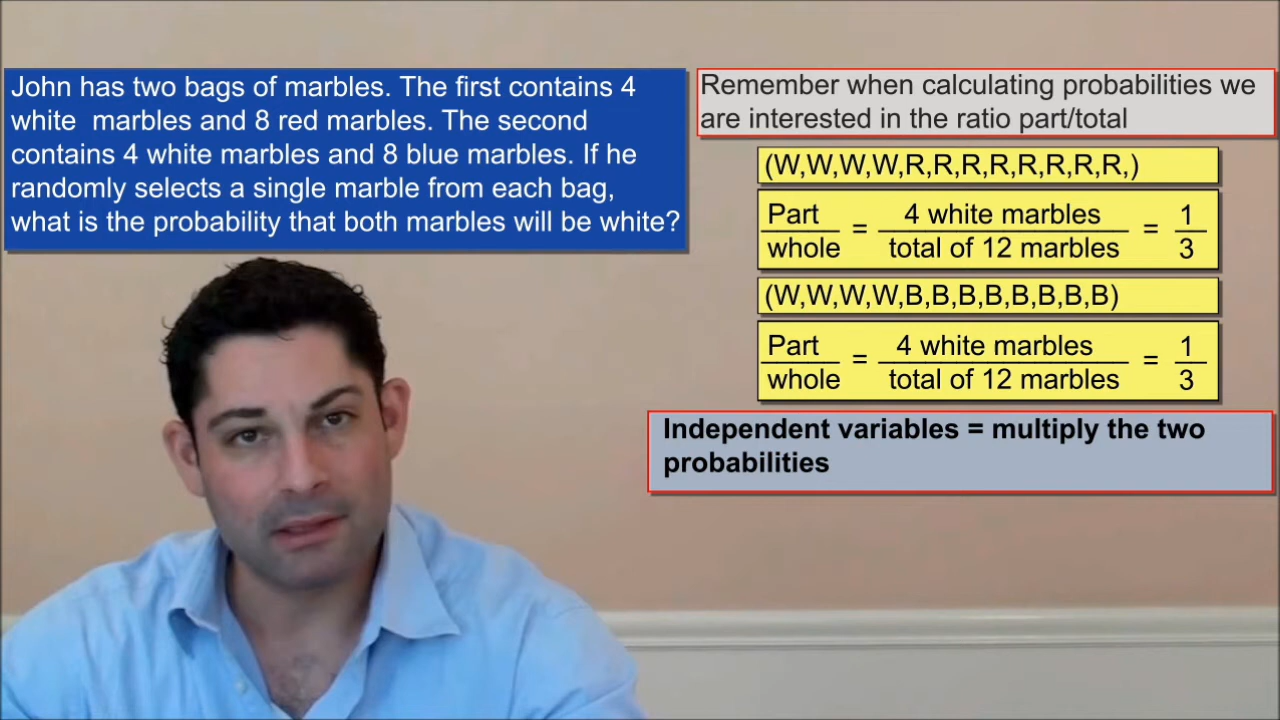 John has two bags of marbles. The first contains 4
white marbles and 8 red marbles. The second
contains 4 white marbles and 8 blue marbles. If he
randomly selects a single marble from each bag,
what is the probability that both marbles will be white?
Remember when calculating probabilities we
are interested in the ratio part/total
(W,W,W,W,R,R,R,R,R,R,R,R,)
Part / whole = 4 white marbles / total of 12 marbles = 1 / 3
(W,W,W,W,B,B,B,B,B,B,B,B)
Part / whole = 4 white marbles / total of 12 marbles = 1 / 3
Independent variables = multiply the two
probabilities